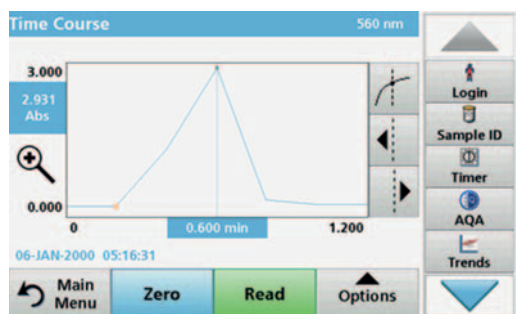 Time Course 560 nm
3.000
2.931
Abs
0.000
0 0.600 min 1.200
06-JAN-2000 05:16:31
Main
Menu
Zero
Read
Options
Login
Sample ID
Timer
AQA
Trends